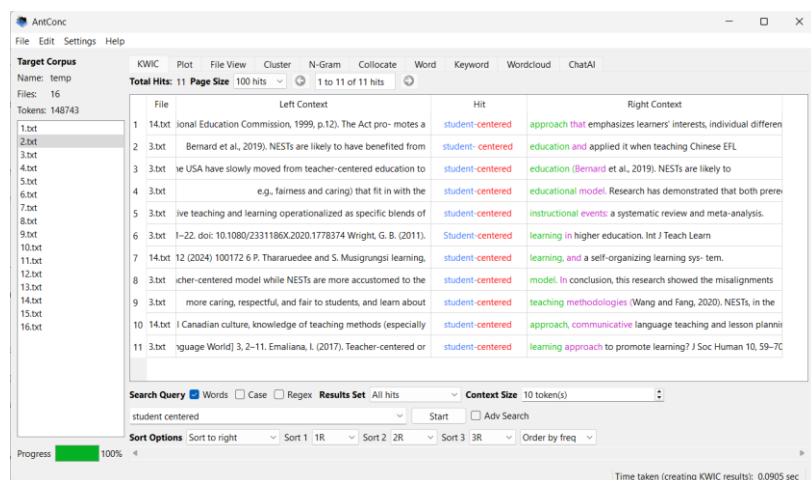 AntConc
File Edit Settings Help
Target Corpus
Name: temp
Files: 16
Tokens: 148743
1.txt
2.txt
3.txt
4.txt
5.txt
6.txt
7.txt
8.txt
9.txt
10.txt
11.txt
12.txt
13.txt
14.txt
15.txt
16.txt
Progress 100%
KWIC Plot File View Cluster N-Gram Collocate Word Keyword Wordcloud ChatAI
Total Hits: 11 Page Size 100 hits 1 to 11 of 11 hits
File Left Context Hit Right Context
1 14.txt ional Education Commission, 1999, p.12). The Act pro- motes a student-centered approach that emphasizes learners' interests, individual differen
2 3.txt Bernard et al., 2019). NESTs are likely to have benefited from student- centered education and applied it when teaching Chinese EFL
3 3.txt he USA have slowly moved from teacher-centered education to student-centered education (Bernard et al., 2019). NESTs are likely to
4 3.txt e.g., fairness and caring) that fit in with the student-centered educational model. Research has demonstrated that both prere
5 3.txt ive teaching and learning operationalized as specific blends of student-centered instructional events: a systematic review and meta-analysis.
6 3.txt 1–22. doi: 10.1080/2331186X.2020.1778374 Wright, G. B. (2011). Student-centered learning in higher education. Int J Teach Learn
7 14.txt 12 (2024) 100172 6 P. Thararuedee and S. Musigrungsi learning, student-centered learning, and a self-organizing learning sys- tem.
8 3.txt cher-centered model while NESTs are more accustomed to the student-centered model. In conclusion, this research showed the misalignments
9 3.txt more caring, respectful, and fair to students, and learn about student-centered teaching methodologies (Wang and Fang, 2020). NESTs, in the
10 14.txt l Canadian culture, knowledge of teaching methods (especially student-centered approach, communicative language teaching and lesson planni
11 3.txt nguage World] 3, 2–11. Emaliana, I. (2017). Teacher-centered or student-centered learning approach to promote learning? J Soc Human 10, 59–70
Search Query Words Case Regex Results Set All hits Context Size 10 token(s)
student centered Start Adv Search
Sort Options Sort to right Sort 1 1R Sort 2 2R Sort 3 3R Order by freq
Time taken (creating KWIC results): 0.0905 sec